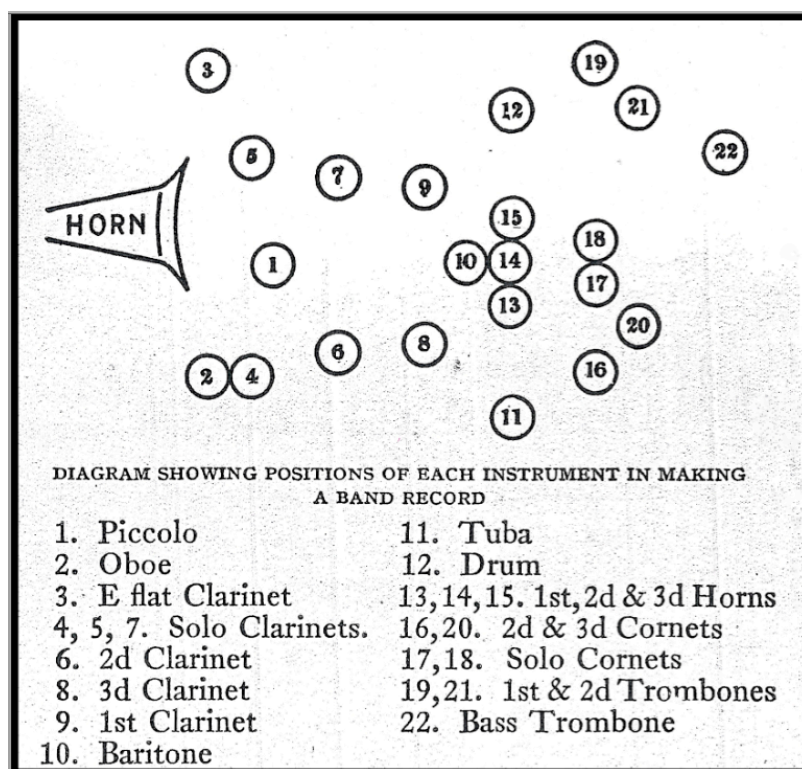 3
19
12
21
5
22
7
9
HORN
15
18
1
10
14
17
13
20
6
8
2
4
16
11
DIAGRAM SHOWING POSITIONS OF EACH INSTRUMENT IN MAKING
A BAND RECORD
1. Piccolo
2. Oboe
3. E flat Clarinet
4, 5, 7. Solo Clarinets.
6. 2d Clarinet
8. 3d Clarinet
9. 1st Clarinet
10. Baritone
11. Tuba
12. Drum
13,14,15. 1st, 2d & 3d Horns
16,20. 2d & 3d Cornets
17,18. Solo Cornets
19,21. 1st & 2d Trombones
22. Bass Trombone